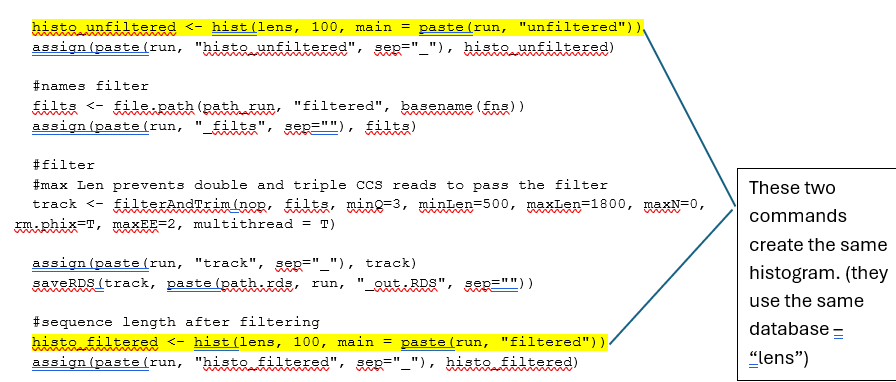 histo_unfiltered <- hist(lens, 100, main = paste(run, "unfiltered"))
assign(paste(run, "histo_unfiltered", sep="_"), histo_unfiltered)
#names filter
filts <- file.path(path_run, "filtered", basename(fns))
assign(paste(run, "_filts", sep=""), filts)
#filter
#max Len prevents double and triple CCS reads to pass the filter
track <- filterAndTrim(nop, filts, minQ=3, minLen=500, maxLen=1800, maxN=0,
rm.phix=T, maxEE=2, multithread = T)
assign(paste(run, "track", sep="_"), track)
saveRDS(track, paste(path.rds, run, "_out.RDS", sep=""))
#sequence length after filtering
histo_filtered <- hist(lens, 100, main = paste(run, "filtered"))
assign(paste(run, "histo_filtered", sep="_"), histo_filtered)
These two
commands
create the same
histogram. (they
use the same
database =
“lens”)